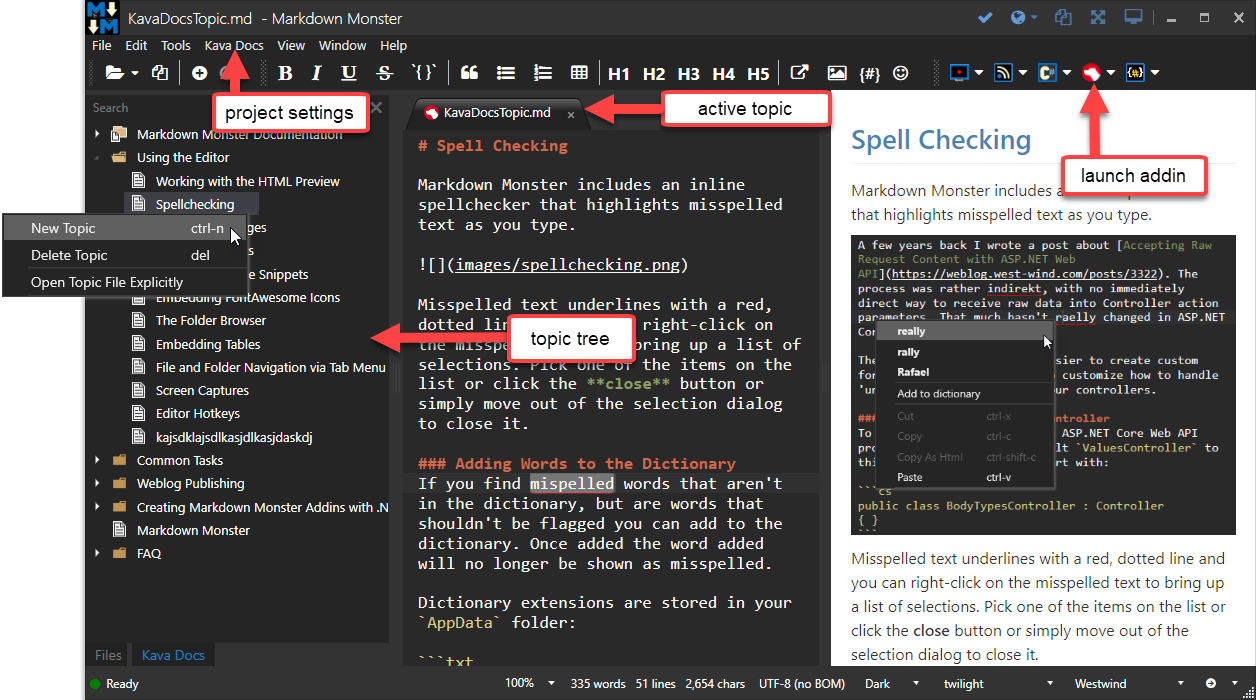 KavaDocsTopic.md - Markdown Monster
File Edit Tools Kava Docs View Window Help
B I U S `{}` H1 H2 H3 H4 H5 {#}
project settings
active topic
launch addin
topic tree
Search
Markdown Monster Documentation
Using the Editor
Working with the HTML Preview
Spellchecking
New Topic ctrl-n
Delete Topic del
Open Topic File Explicitly
ges
s
e Snippets
Embedding FontAwesome Icons
The Folder Browser
Embedding Tables
File and Folder Navigation via Tab Menu
Screen Captures
Editor Hotkeys
kajsdklajsdlkasjdlkasjdaskdj
Common Tasks
Weblog Publishing
Creating Markdown Monster Addins with .N
Markdown Monster
FAQ
Files Kava Docs
KavaDocsTopic.md
# Spell Checking
Markdown Monster includes an inline
spellchecker that highlights misspelled
text as you type.
![](images/spellchecking.png)
Misspelled text underlines with a red,
dotted lin right-click on
the misspe bring up a list of
selections. Pick one of the items on the
list or click the **close** button or
simply move out of the selection dialog
to close it.
### Adding Words to the Dictionary
If you find mispelled words that aren't
in the dictionary, but are words that
shouldn't be flagged you can add to the
dictionary. Once added the word added
will no longer be shown as misspelled.
Dictionary extensions are stored in your
`AppData` folder:
```txt
Spell Checking
Markdown Monster includes a
that highlights misspelled text as you type.
A few years back I wrote a post about [Accepting Raw
Request Content with ASP.NET Web
API](https://weblog.west-wind.com/posts/3322). The
process was rather indirekt, with no immediately
direct way to receive raw data into Controller action
parameters. That much hasn't raelly changed in ASP.NET
Cor
The sier to create custom
for customize how to handle
'un ur controllers.
### ntroller
To ASP.NET Core Web API
pro lt `ValuesController` to
thi rt with:
really
rally
Rafael
Add to dictionary
Cut ctrl-x
Copy ctrl-c
Copy As Html ctrl-shift-c
Paste ctrl-v
```cs
public class BodyTypesController : Controller
{ }
```
Misspelled text underlines with a red, dotted line and
you can right-click on the misspelled text to bring up
a list of selections. Pick one of the items on the list or
click the close button or simply move out of the
selection dialog to close it.
Ready 100% 335 words 51 lines 2,654 chars UTF-8 (no BOM) Dark twilight Westwind